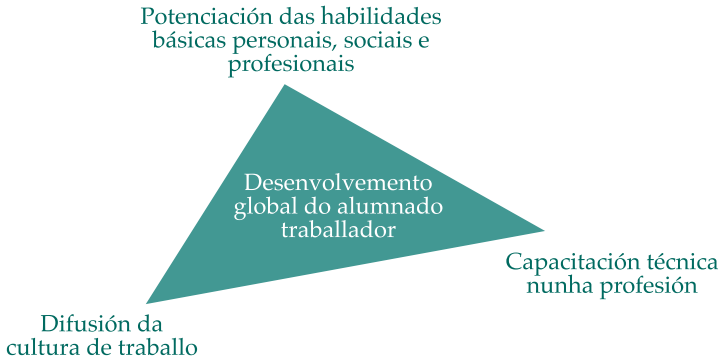 Potenciación das habilidades
básicas personais, sociais e
profesionais
Desenvolvemento
global do alumnado
traballador
Capacitación técnica
nunha profesión
Difusión da
cultura de traballo